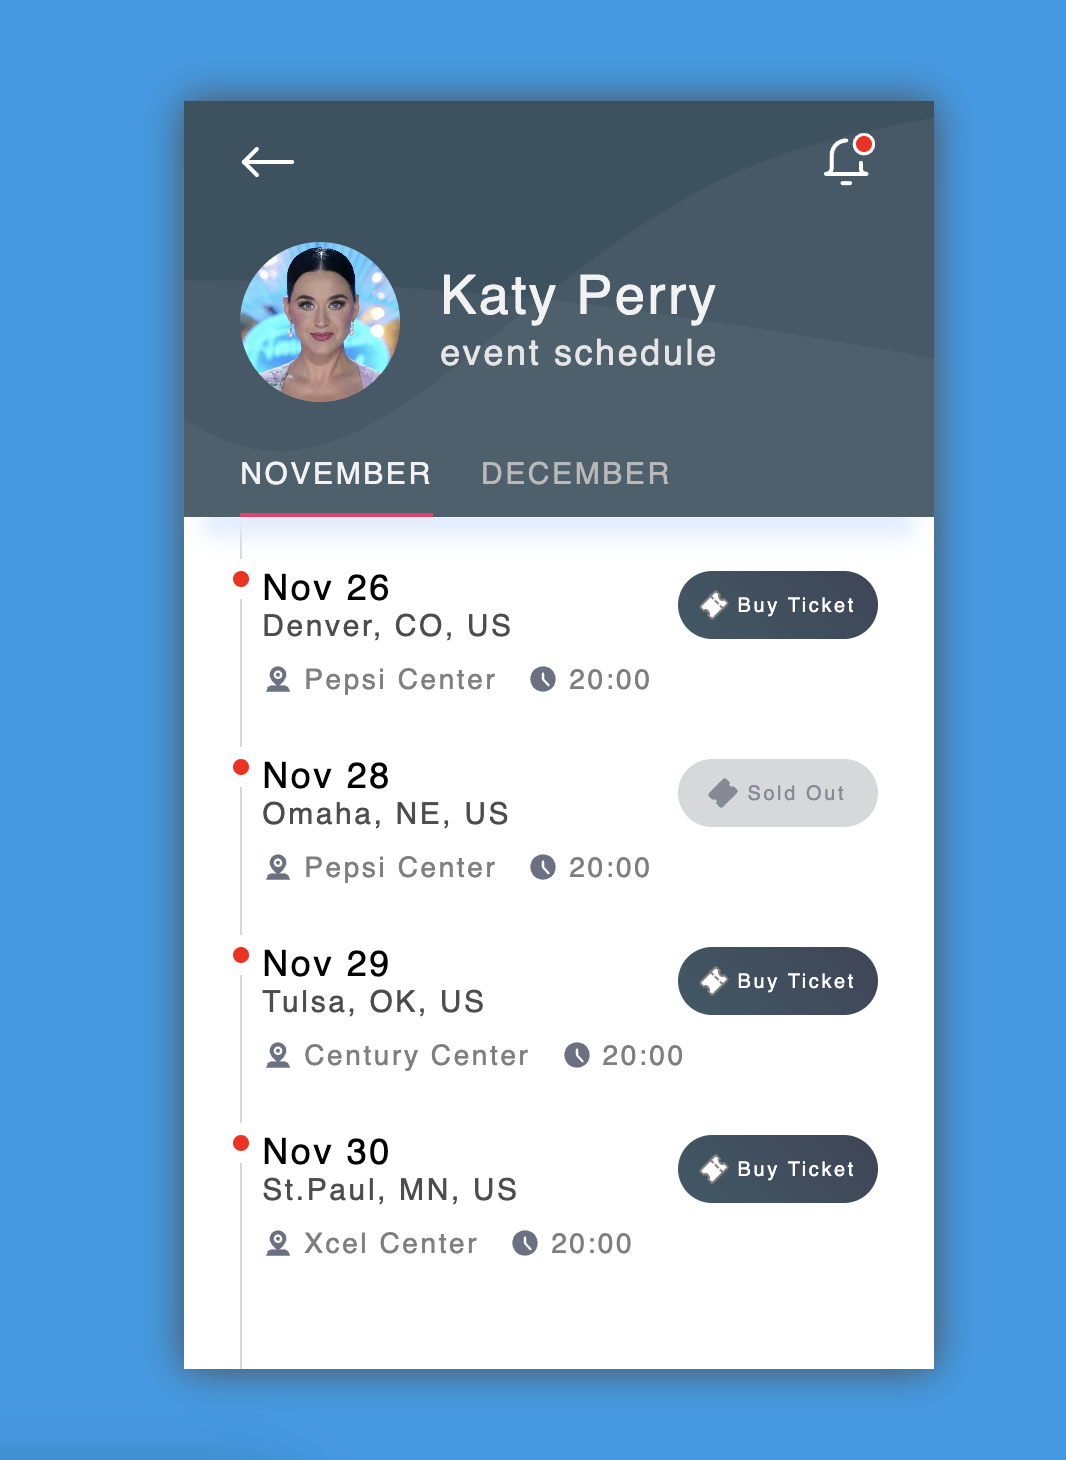 Katy Perry
event schedule
NOVEMBER DECEMBER
Nov 26
Denver, CO, US
Buy Ticket
Pepsi Center 20:00
Nov 28
Omaha, NE, US
Sold Out
Pepsi Center 20:00
Nov 29
Tulsa, OK, US
Buy Ticket
Century Center 20:00
Nov 30
St.Paul, MN, US
Buy Ticket
Xcel Center 20:00